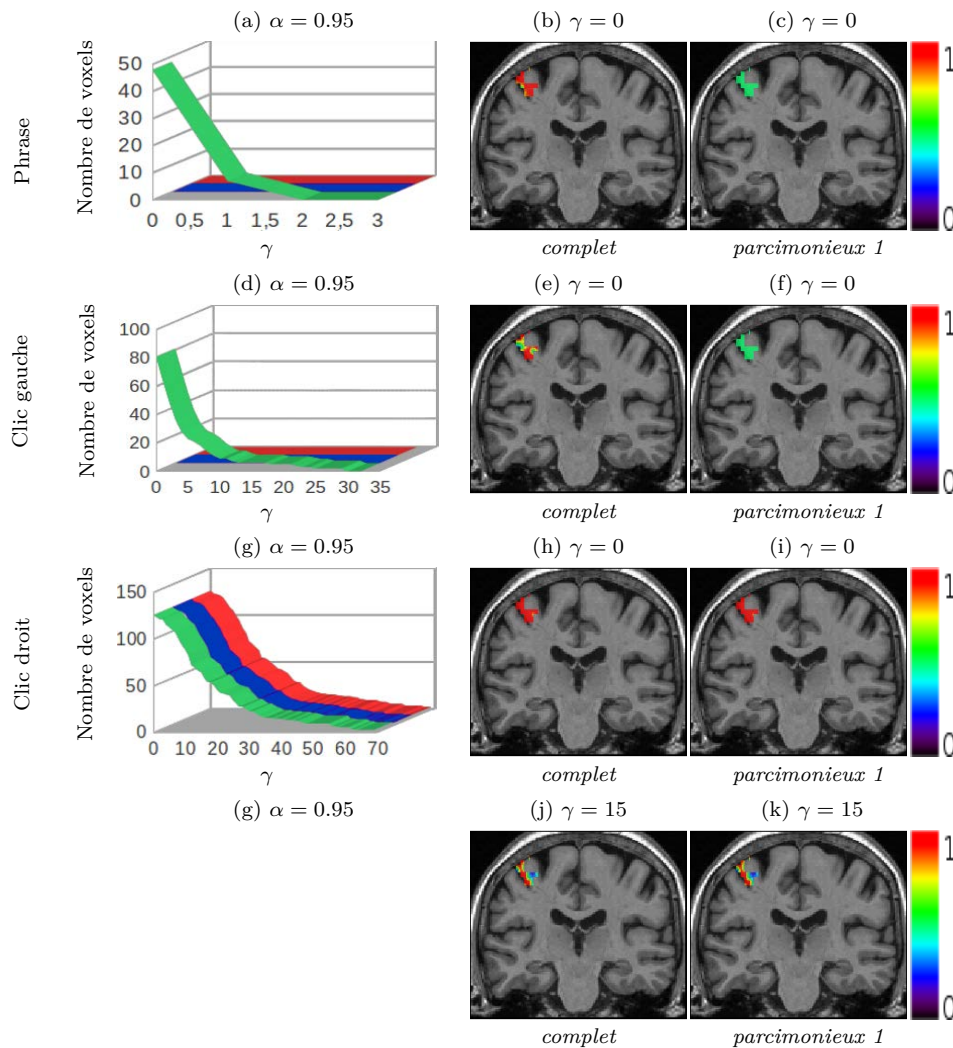 (a) α = 0.95
(b) γ = 0
(c) γ = 0
Phrase
Nombre de voxels
50
40
30
20
10
0
0 0,5 1 1,5 2 2,5 3
γ
1
0
complet
parcimonieux 1
(d) α = 0.95
(e) γ = 0
(f) γ = 0
Clic gauche
Nombre de voxels
100
80
60
40
20
0
0 5 10 15 20 25 30 35
γ
1
0
complet
parcimonieux 1
(g) α = 0.95
(h) γ = 0
(i) γ = 0
Clic droit
Nombre de voxels
150
100
50
0
0 10 20 30 40 50 60 70
γ
1
0
complet
parcimonieux 1
(g) α = 0.95
(j) γ = 15
(k) γ = 15
1
0
complet
parcimonieux 1